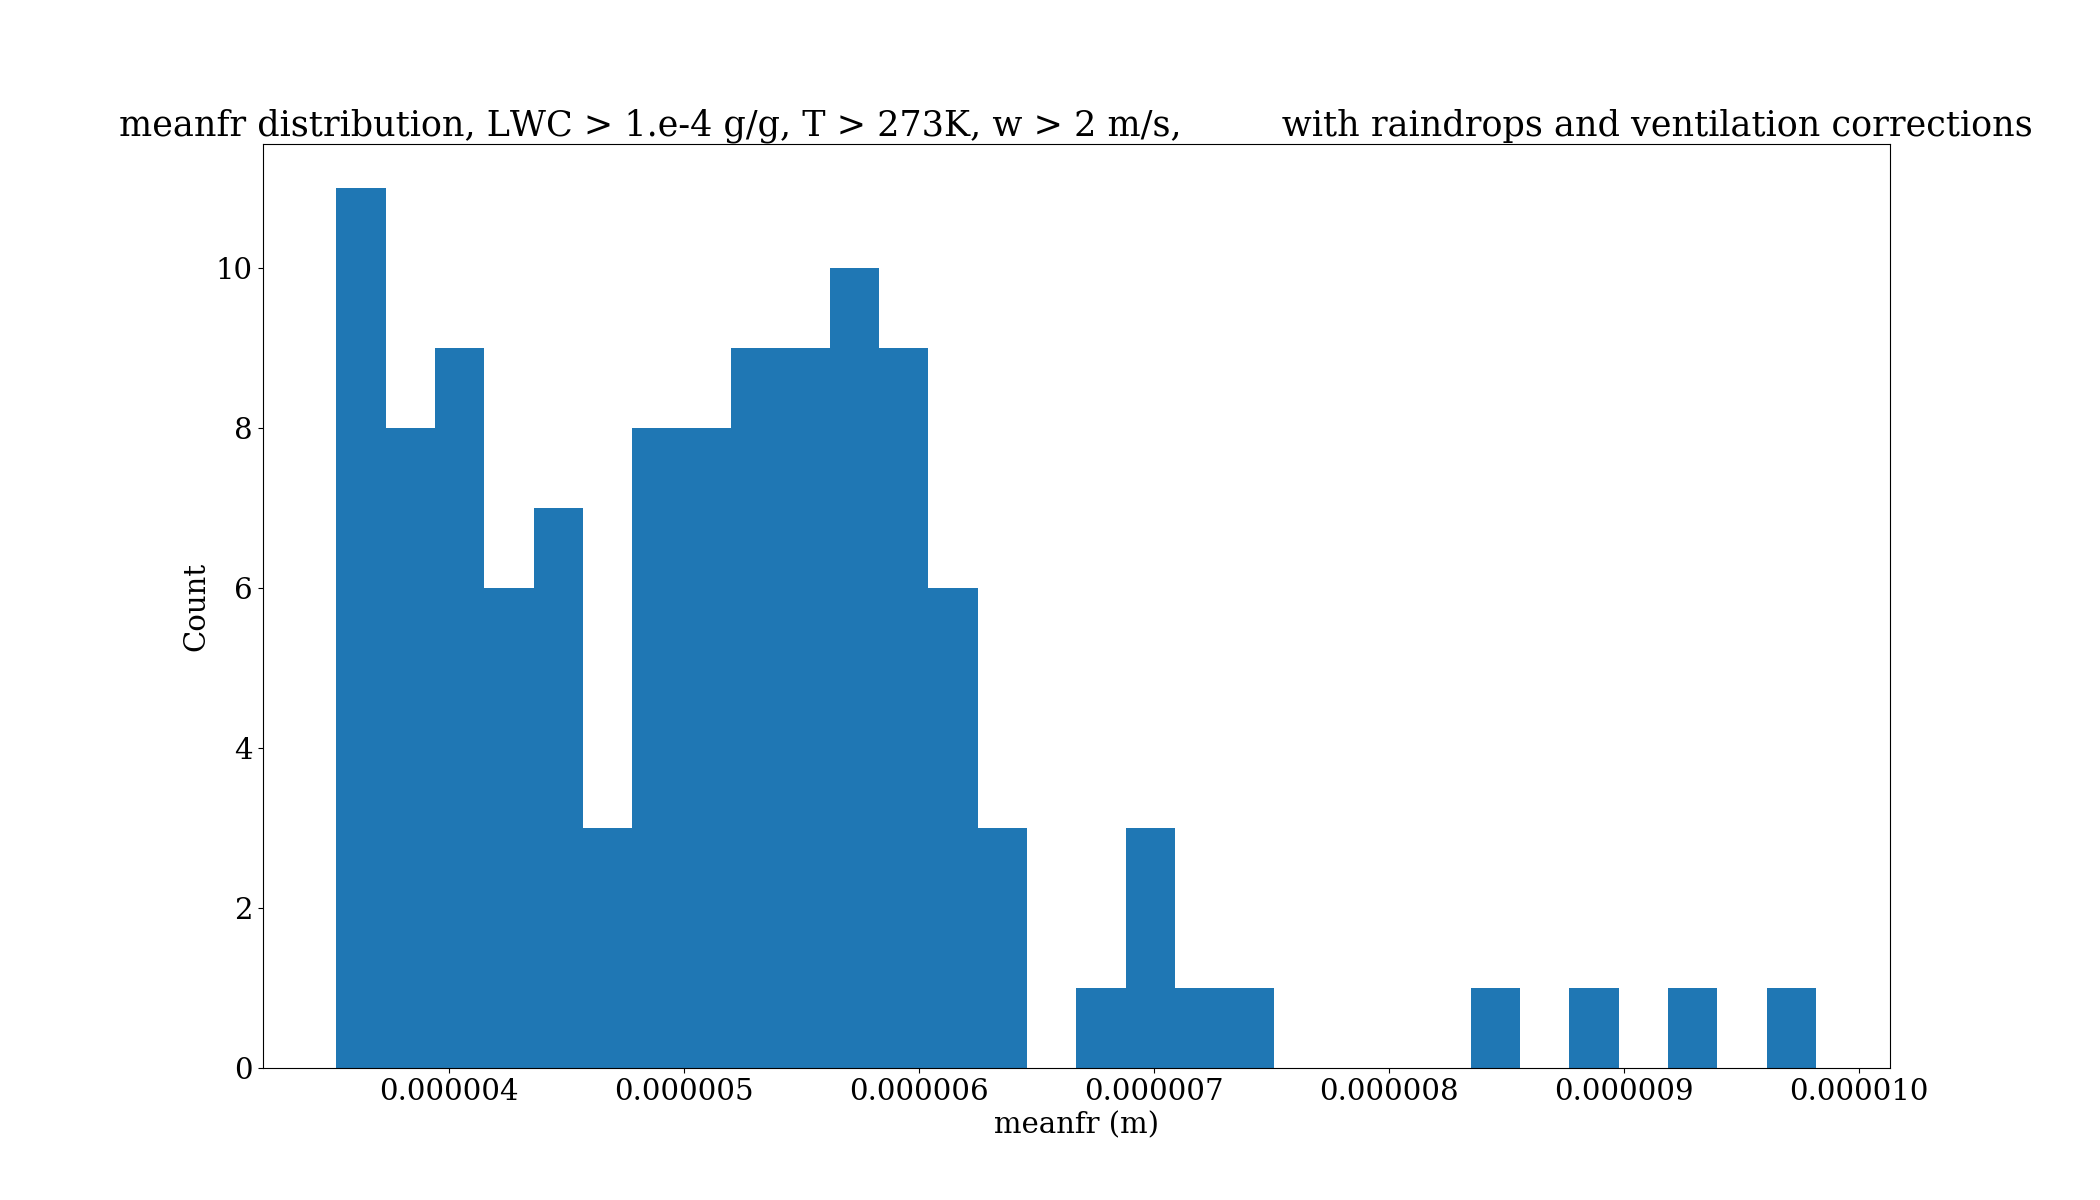 meanfr distribution, LWC > 1.e-4 g/g, T > 273K, w > 2 m/s,         with raindrops and ventilation corrections
10
8
6
4
2
0
Count
0.000004 0.000005 0.000006 0.000007 0.000008 0.000009 0.000010
meanfr (m)